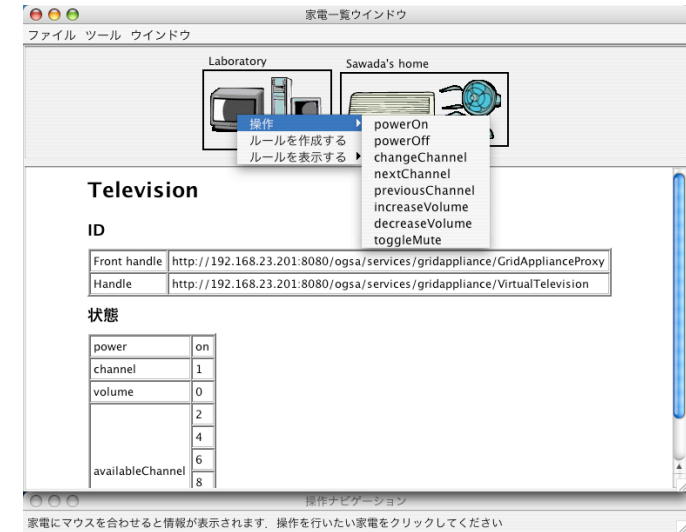 家電一覧ウインドウ
ファイル ツール ウインドウ
Laboratory
Sawada's home
操作
ルールを作成する
ルールを表示する
powerOn
powerOff
changeChannel
nextChannel
previousChannel
increaseVolume
decreaseVolume
toggleMute
Television
ID
Front handle http://192.168.23.201:8080/ogsa/services/gridappliance/GridApplianceProxy
Handle http://192.168.23.201:8080/ogsa/services/gridappliance/VirtualTelevision
状態
power on
channel 1
volume 0
availableChannel
2
4
6
8
操作ナビゲーション
家電にマウスを合わせると情報が表示されます．操作を行いたい家電をクリックしてください